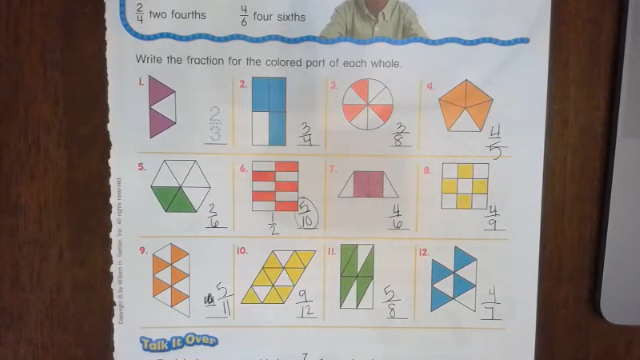 2/4 two fourths 4/6 four sixths
Write the fraction for the colored part of each whole.
1. 2/3
2. 3/4
3. 3/8
4. 4/5
5. 3/6
6. 1/2 5/10
7. 4/6
8. 4/9
9. 5/11
10. 9/12
11. 5/8
12. 4/7
Talk It Over